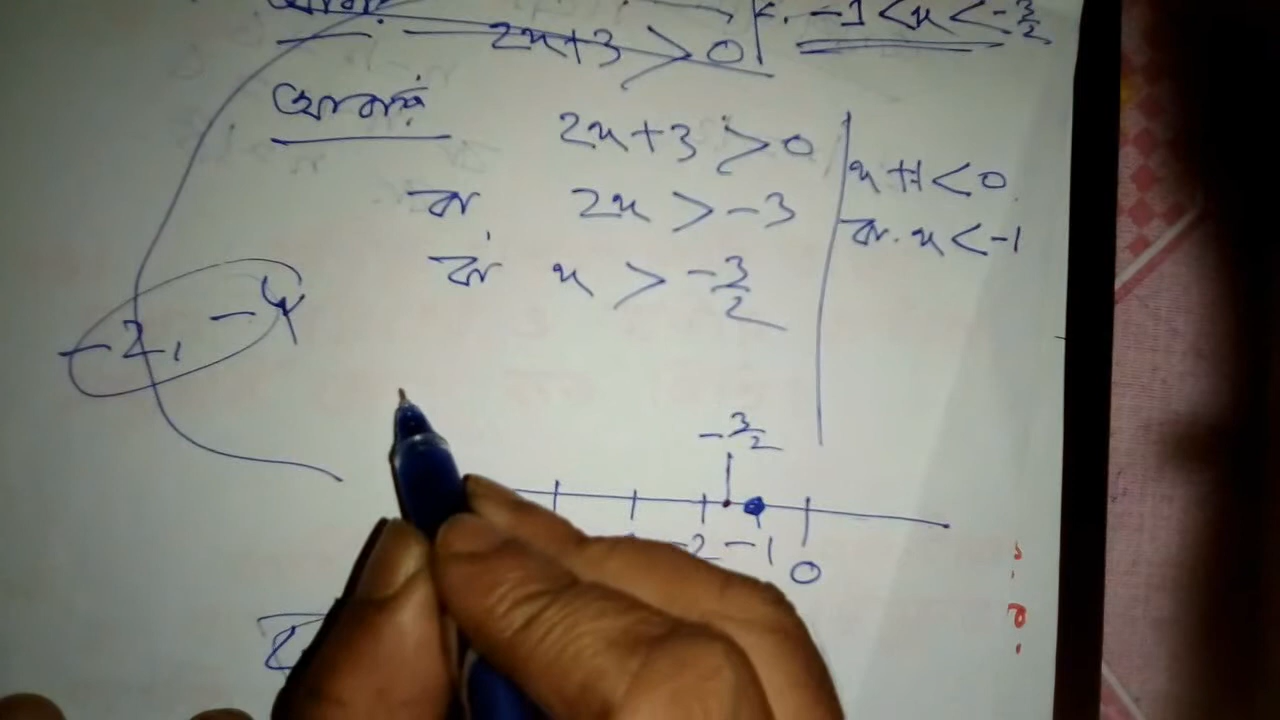 2x+3 > 0
-1 < x < -3/2
2x+3 > 0
বা 2x > -3
বা x > -3/2
x+1 < 0
বা. x < -1
-2, -4
-3/2
-2 -1 0